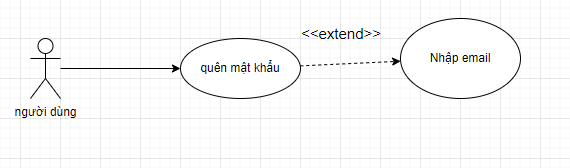 <<extend>>
quên mật khẩu
Nhập email
người dùng